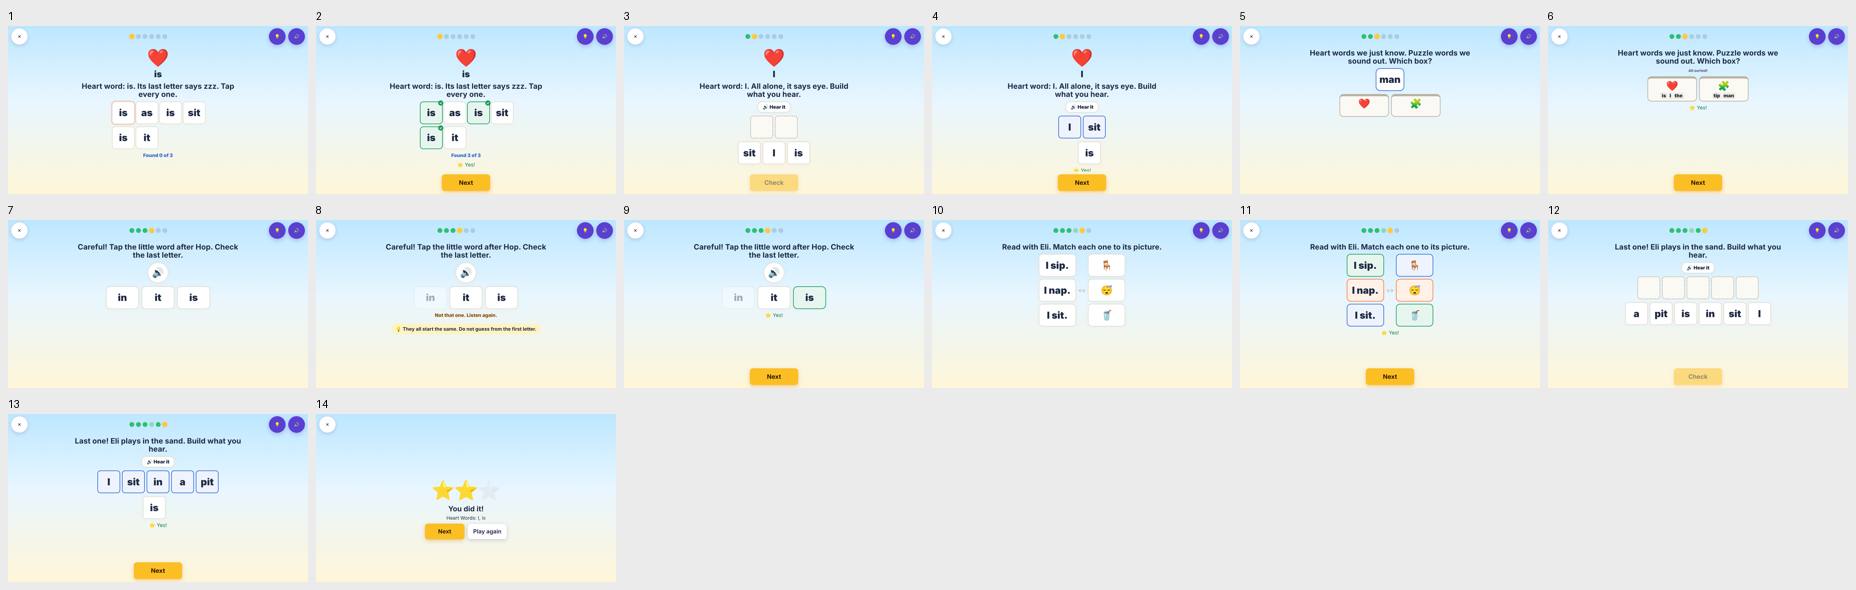 1
is
Heart word: is. Its last letter says zzz. Tap
every one.
is as is sit
is it
Found 0 of 3
2
is
Heart word: is. Its last letter says zzz. Tap
every one.
is as is sit
is it
Found 3 of 3
Yes!
Next
3
I
Heart word: I. All alone, it says eye. Build
what you hear.
Hear it
sit I is
Check
4
I
Heart word: I. All alone, it says eye. Build
what you hear.
Hear it
I sit
is
Yes!
Next
5
Heart words we just know. Puzzle words we
sound out. Which box?
man
6
Heart words we just know. Puzzle words we
sound out. Which box?
All sorted!
is I the
tip man
Yes!
Next
7
Careful! Tap the little word after Hop. Check
the last letter.
in it is
8
Careful! Tap the little word after Hop. Check
the last letter.
in it is
Not that one. Listen again.
They all start the same. Do not guess from the first letter.
9
Careful! Tap the little word after Hop. Check
the last letter.
in it is
Yes!
Next
10
Read with Eli. Match each one to its picture.
I sip.
I nap.
I sit.
11
Read with Eli. Match each one to its picture.
I sip.
I nap.
I sit.
Yes!
Next
12
Last one! Eli plays in the sand. Build what you
hear.
Hear it
a pit is in sit I
Check
13
Last one! Eli plays in the sand. Build what you
hear.
Hear it
I sit in a pit
is
Yes!
Next
14
You did it!
Heart Words: I, is
Next Play again